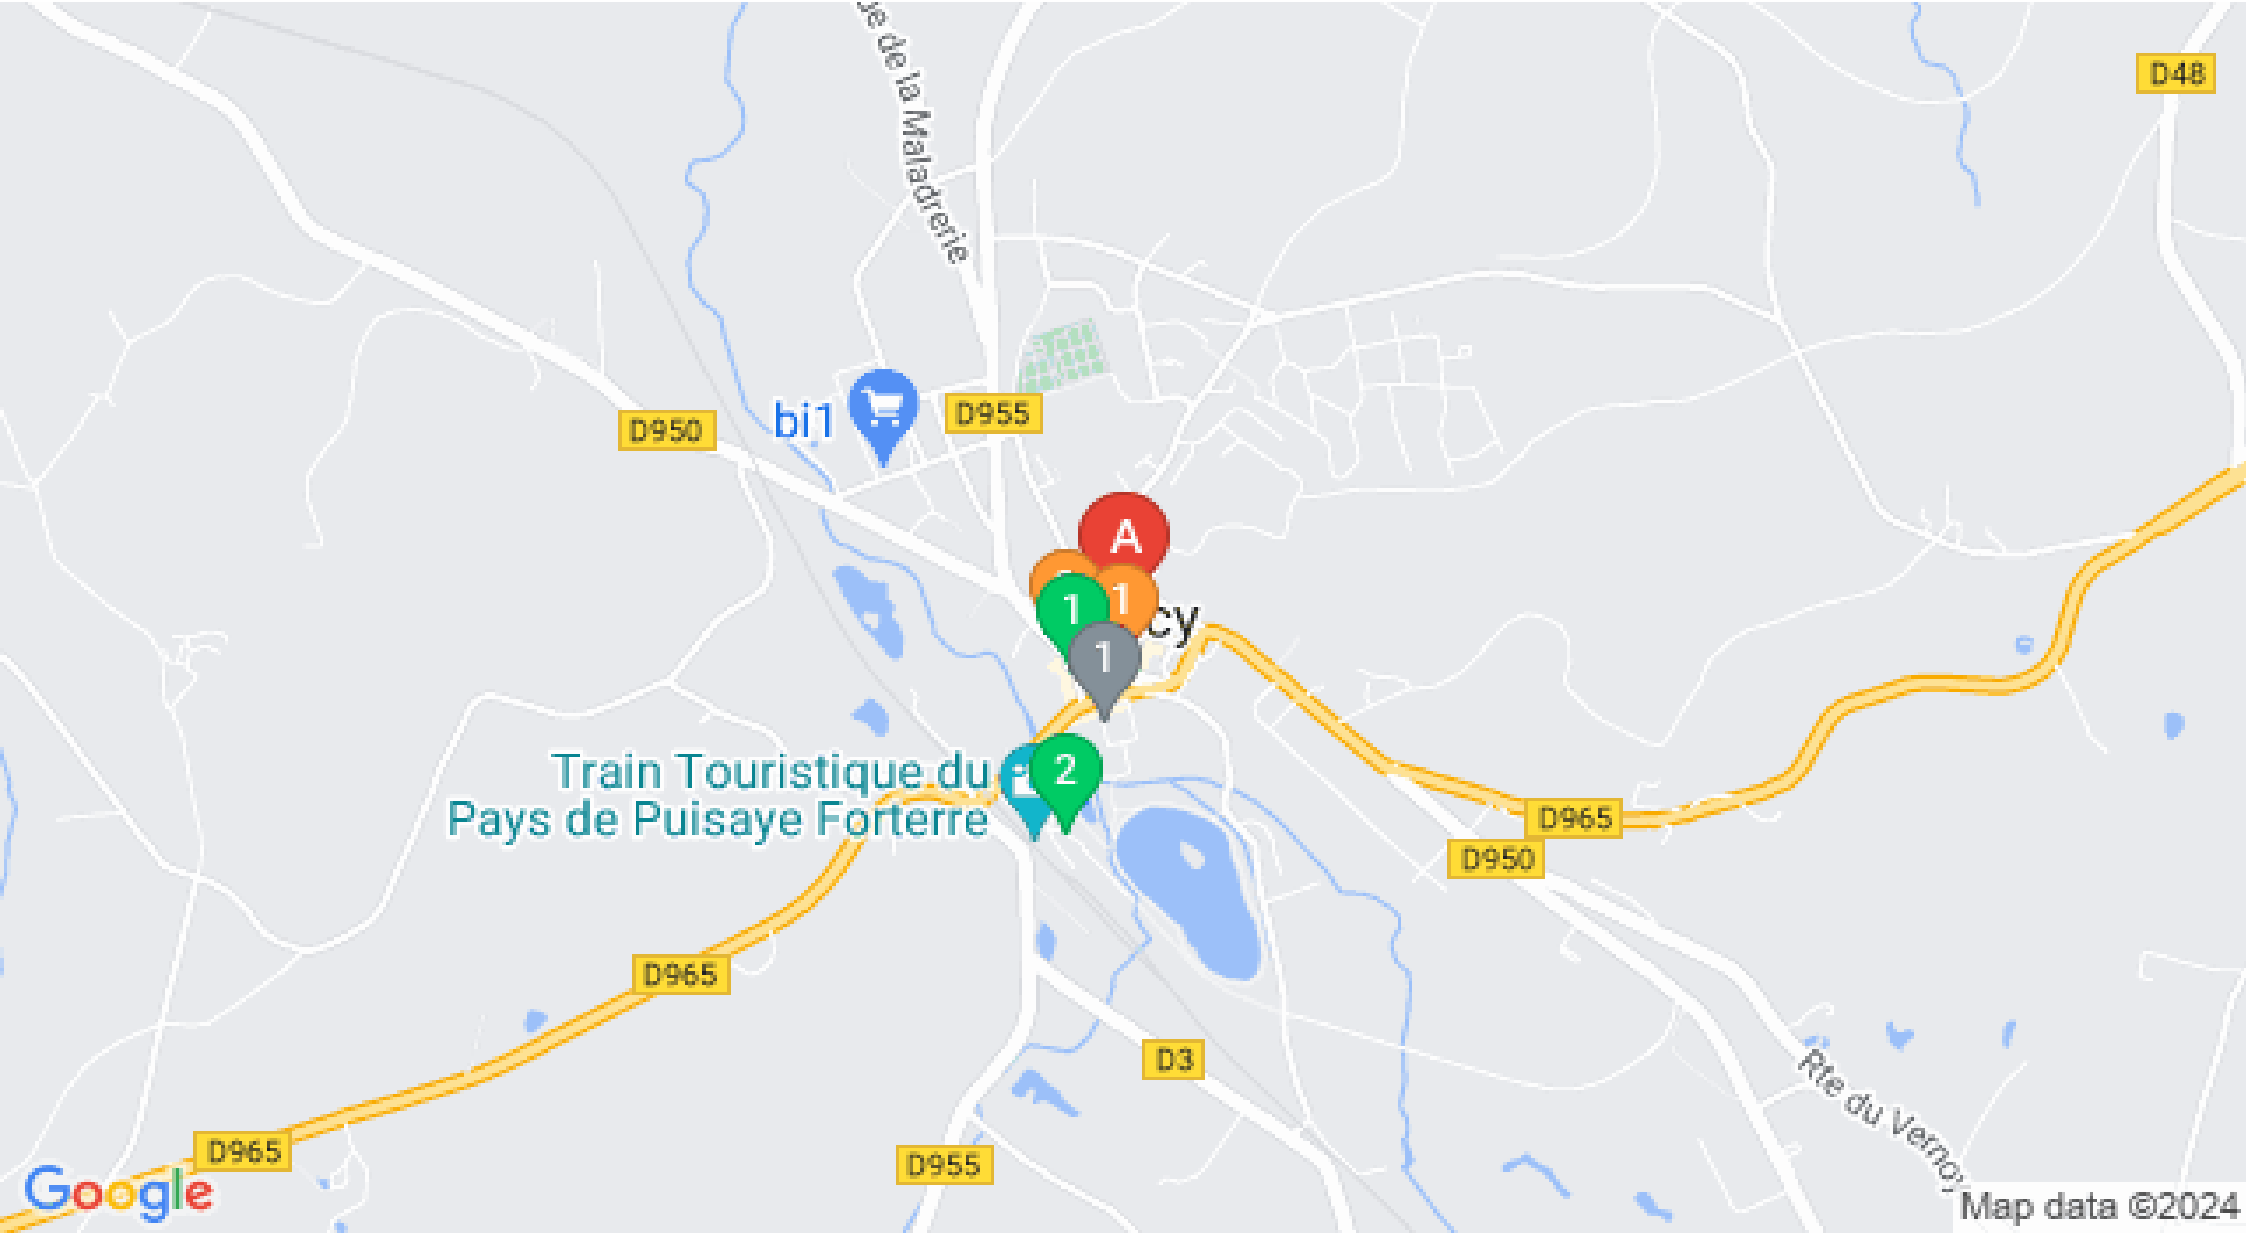 ue de la Maladrerie
D48
bi1
D955
D950
A
1
1
cy
1
Train Touristique du
Pays de Puisaye Forterre
2
D965
D950
D965
D3
Rte du Vernoy
D965
D955
Google
Map data ©2024